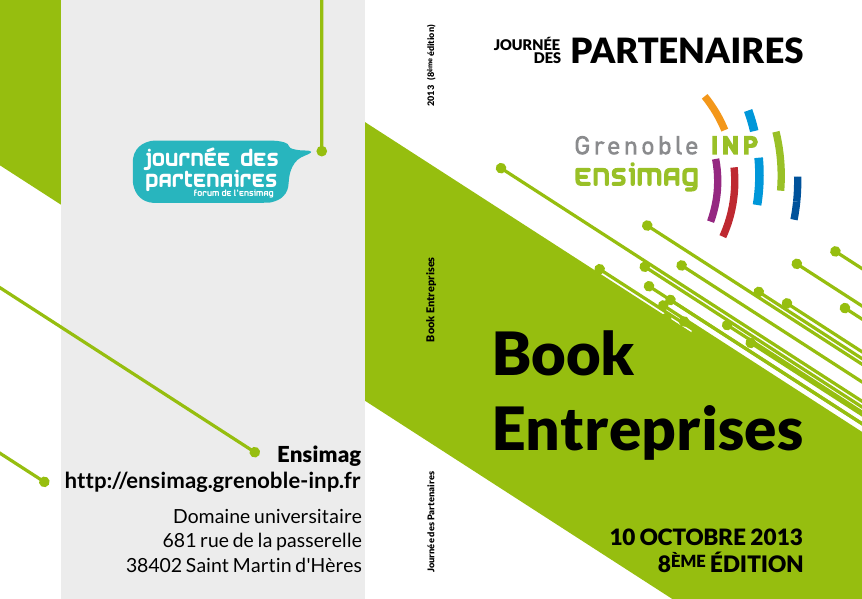 journée des
partenaires
forum de l'ensimag
Ensimag
http://ensimag.grenoble-inp.fr
Domaine universitaire
681 rue de la passerelle
38402 Saint Martin d'Hères
2013 (8ème édition)
Book Entreprises
Journée des Partenaires
JOURNÉE
DES PARTENAIRES
Grenoble INP
ensimag
Book
Entreprises
10 OCTOBRE 2013
8ÈME ÉDITION